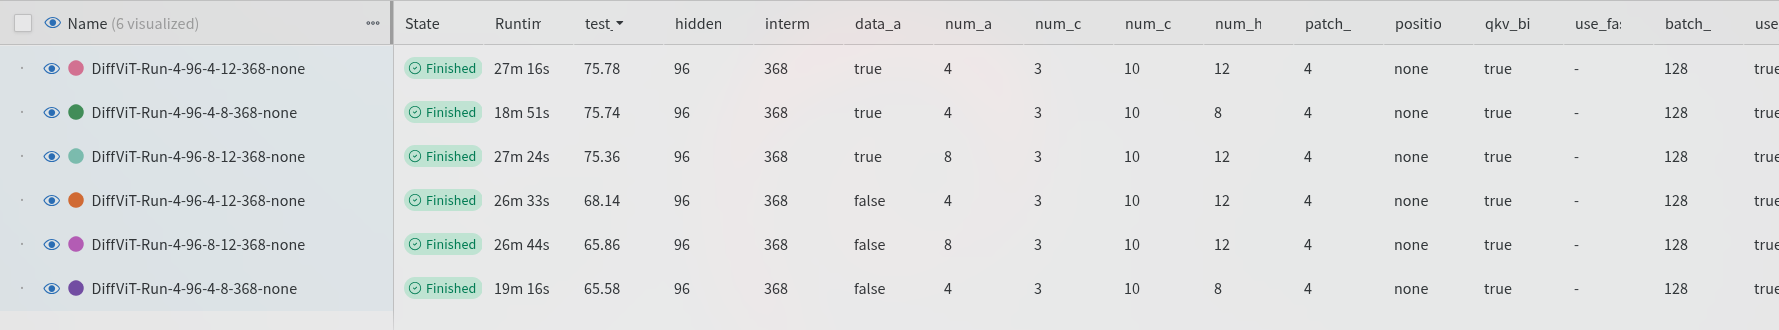 Name (6 visualized) State Runtin test_ hidden interm data_a num_a num_c num_c num_h patch_ positio qkv_bi use_fa: batch_ use
DiffViT-Run-4-96-4-12-368-none Finished 27m 16s 75.78 96 368 true 4 3 10 12 4 none true - 128 true
DiffViT-Run-4-96-4-8-368-none Finished 18m 51s 75.74 96 368 true 4 3 10 8 4 none true - 128 true
DiffViT-Run-4-96-8-12-368-none Finished 27m 24s 75.36 96 368 true 8 3 10 12 4 none true - 128 true
DiffViT-Run-4-96-4-12-368-none Finished 26m 33s 68.14 96 368 false 4 3 10 12 4 none true - 128 true
DiffViT-Run-4-96-8-12-368-none Finished 26m 44s 65.86 96 368 false 8 3 10 12 4 none true - 128 true
DiffViT-Run-4-96-4-8-368-none Finished 19m 16s 65.58 96 368 false 4 3 10 8 4 none true - 128 true